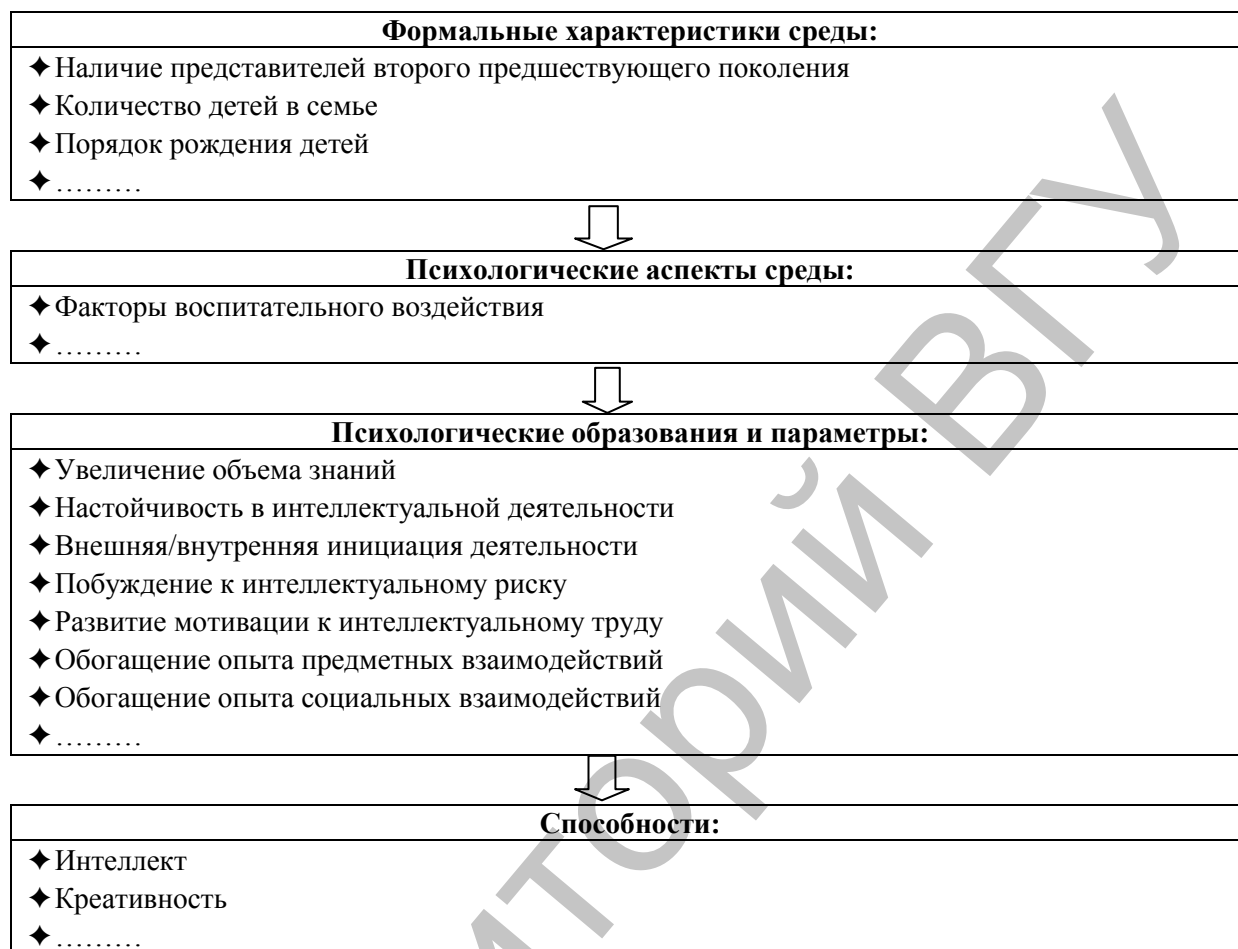 Формальные характеристики среды:
✦Наличие представителей второго предшествующего поколения
✦Количество детей в семье
✦Порядок рождения детей
✦………
Психологические аспекты среды:
✦Факторы воспитательного воздействия
✦………
Психологические образования и параметры:
✦Увеличение объема знаний
✦Настойчивость в интеллектуальной деятельности
✦Внешняя/внутренняя инициация деятельности
✦Побуждение к интеллектуальному риску
✦Развитие мотивации к интеллектуальному труду
✦Обогащение опыта предметных взаимодействий
✦Обогащение опыта социальных взаимодействий
✦………
Способности:
✦Интеллект
✦Креативность
✦………
иторий ВГУ